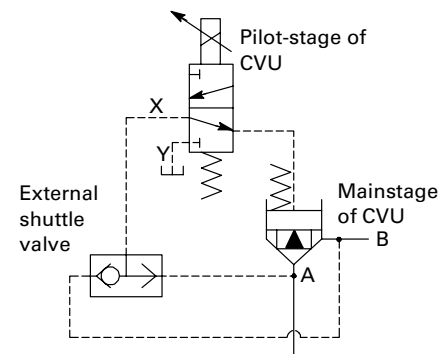 Pilot-stage of
CVU
X
Y
External
shuttle
valve
Mainstage
of CVU
B
A